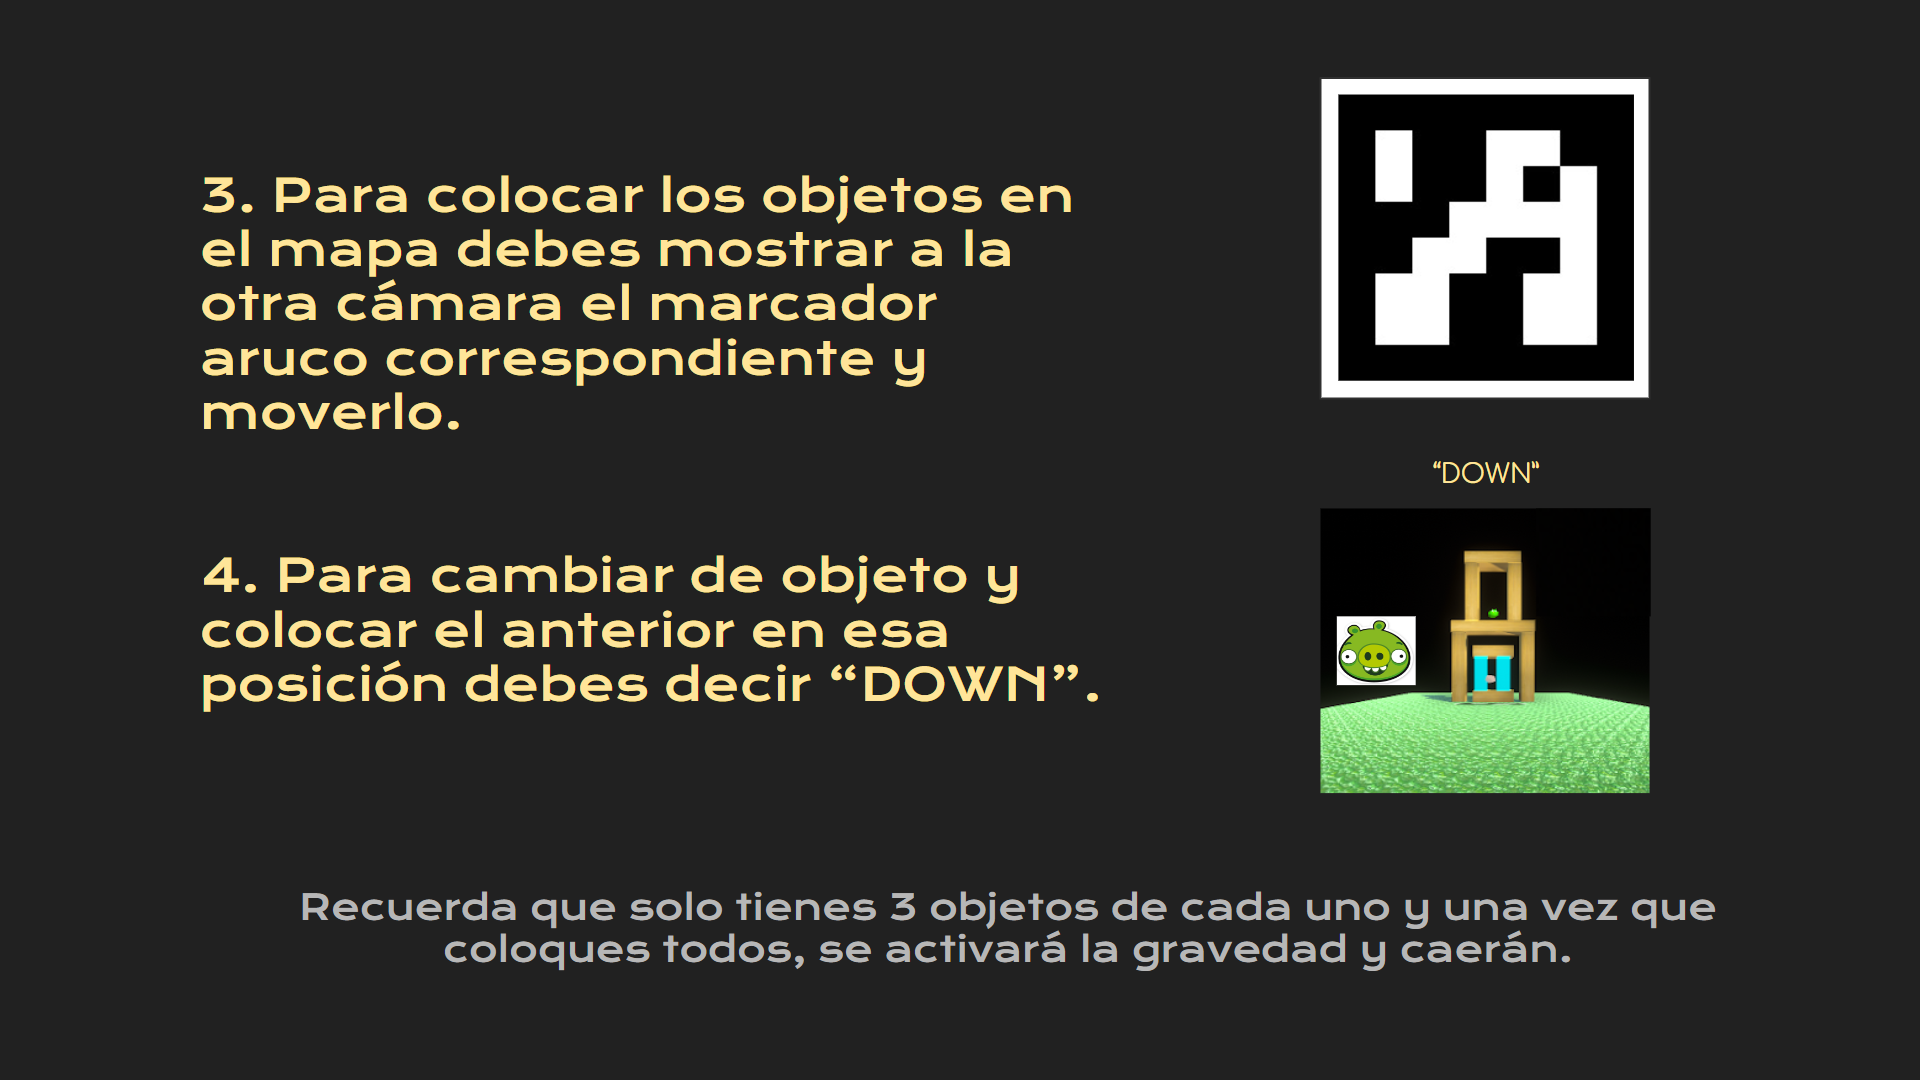 3. Para colocar los objetos en
el mapa debes mostrar a la
otra cámara el marcador
aruco correspondiente y
moverlo.
"DOWN"
4. Para cambiar de objeto y
colocar el anterior en esa
posición debes decir “DOWN”.
Recuerda que solo tienes 3 objetos de cada uno y una vez que
coloques todos, se activará la gravedad y caerán.